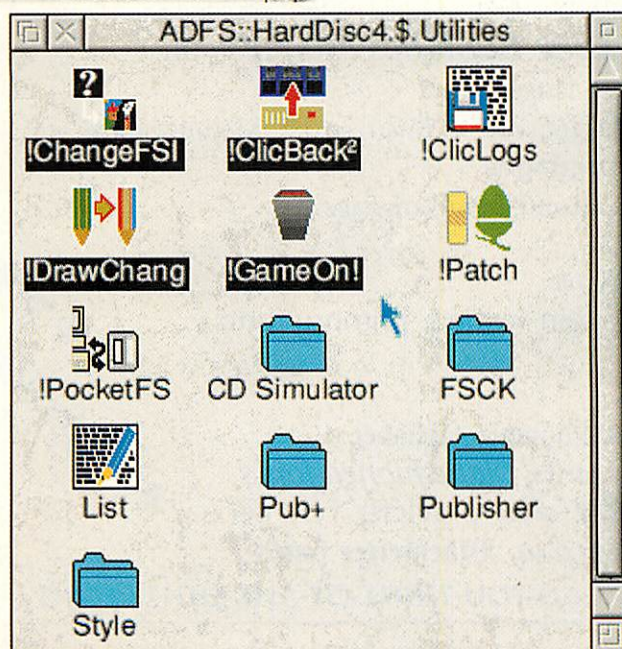 ADFS::HardDisc4.$.Utilities
?
!ChangeFSI !ClicBack² !ClicLogs
!DrawChang !GameOn! !Patch
!PocketFS CD Simulator FSCK
List Pub+ Publisher
Style